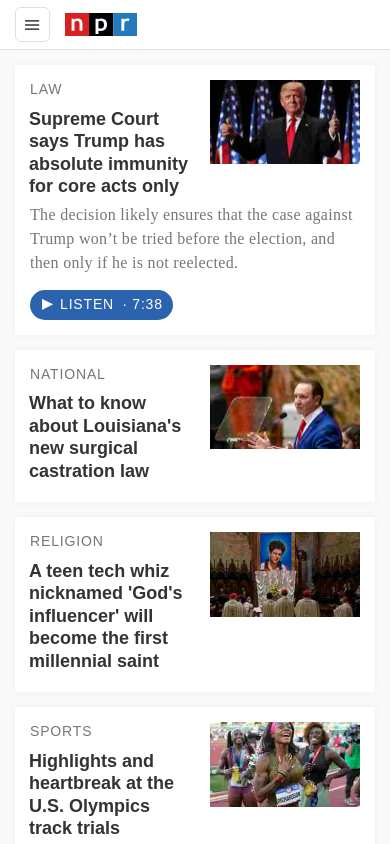 npr
LAW
Supreme Court
says Trump has
absolute immunity
for core acts only
The decision likely ensures that the case against
Trump won’t be tried before the election, and
then only if he is not reelected.
LISTEN · 7:38
NATIONAL
What to know
about Louisiana's
new surgical
castration law
RELIGION
A teen tech whiz
nicknamed 'God's
influencer' will
become the first
millennial saint
SPORTS
Highlights and
heartbreak at the
U.S. Olympics
track trials